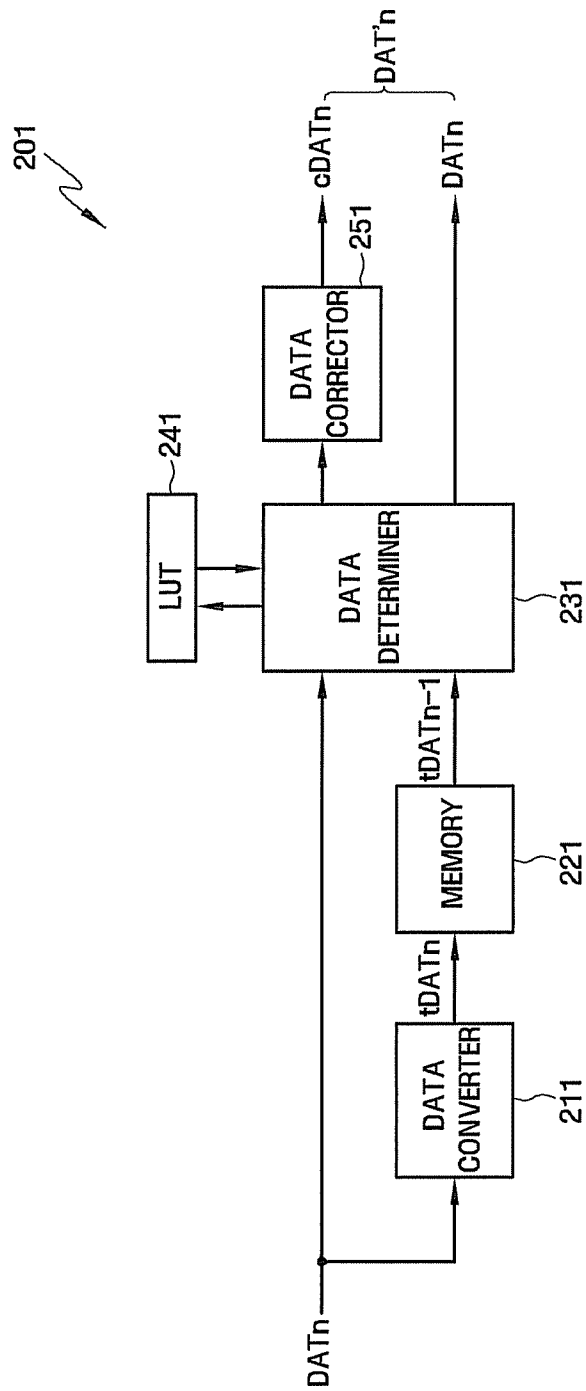 201
DATn
DATA
CONVERTER
211
tDATn
MEMORY
221
tDATn-1
DATA
DETERMINER
231
LUT
241
DATA
CORRECTOR
251
cDATn
DATn
DAT'n